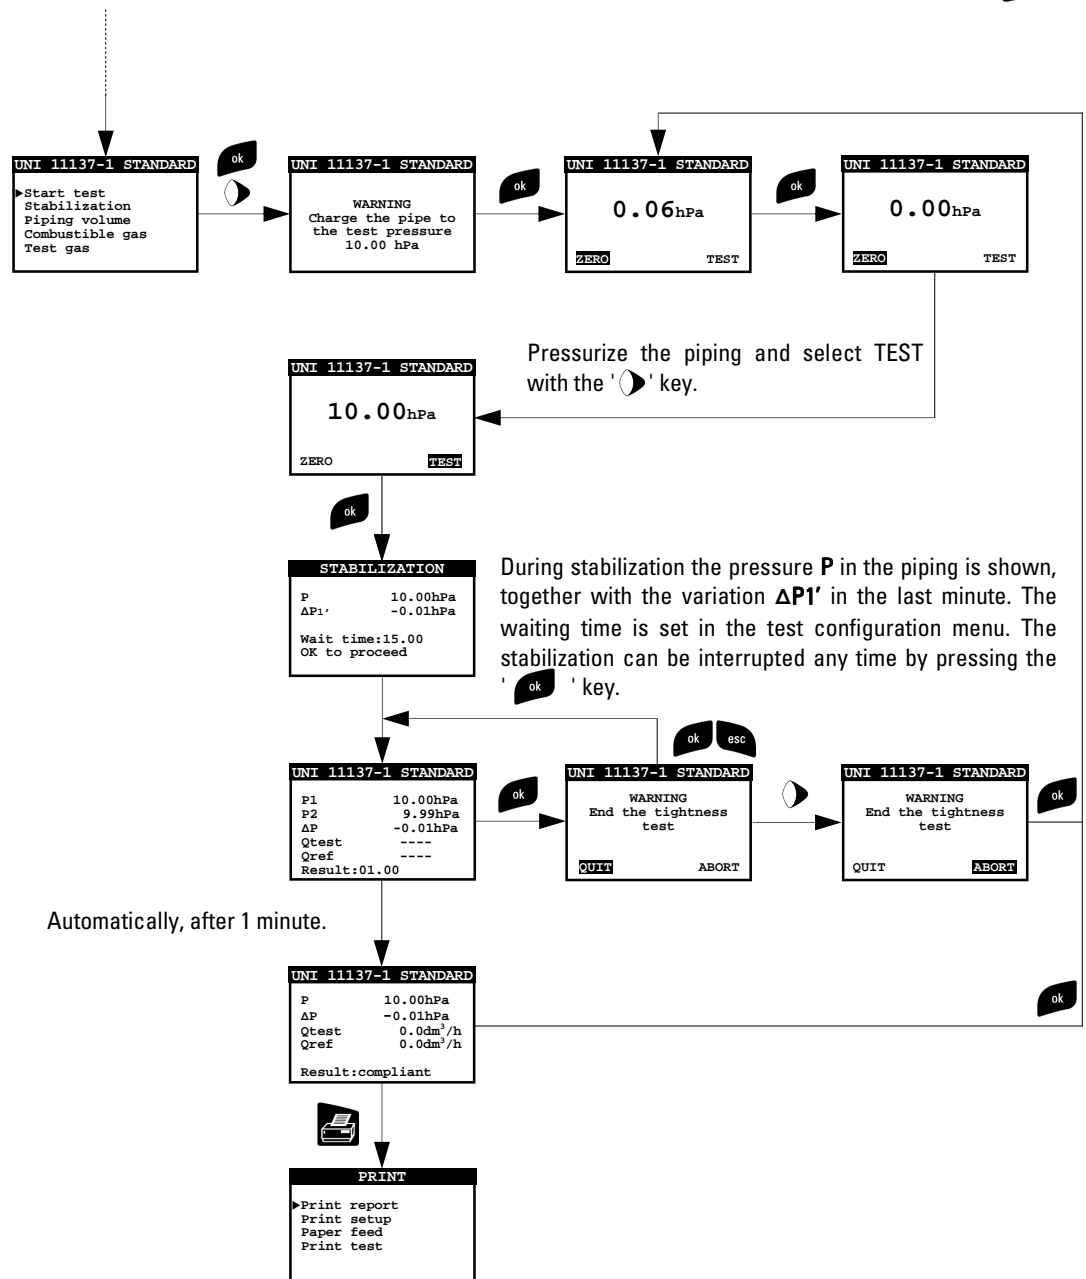 UNI 11137-1 STANDARD
▶Start test
Stabilization
Piping volume
Combustible gas
Test gas
ok
UNI 11137-1 STANDARD
WARNING
Charge the pipe to
the test pressure
10.00 hPa
ok
UNI 11137-1 STANDARD
0.06hPa
ZERO TEST
ok
UNI 11137-1 STANDARD
0.00hPa
ZERO TEST
Pressurize the piping and select TEST
with the ' ' key.
UNI 11137-1 STANDARD
10.00hPa
ZERO TEST
ok
STABILIZATION
P 10.00hPa
ΔP1' -0.01hPa
Wait time:15.00
OK to proceed
During stabilization the pressure P in the piping is shown,
together with the variation ΔP1' in the last minute. The
waiting time is set in the test configuration menu. The
stabilization can be interrupted any time by pressing the
' ok ' key.
UNI 11137-1 STANDARD
P1 10.00hPa
P2 9.99hPa
ΔP -0.01hPa
Qtest ----
Qref ----
Result:01.00
ok
ok esc
UNI 11137-1 STANDARD
WARNING
End the tightness
test
QUIT ABORT
UNI 11137-1 STANDARD
WARNING
End the tightness
test
QUIT ABORT
ok
Automatically, after 1 minute.
UNI 11137-1 STANDARD
P 10.00hPa
ΔP -0.01hPa
Qtest 0.0dm³/h
Qref 0.0dm³/h
Result:compliant
ok
PRINT
▶Print report
Print setup
Paper feed
Print test